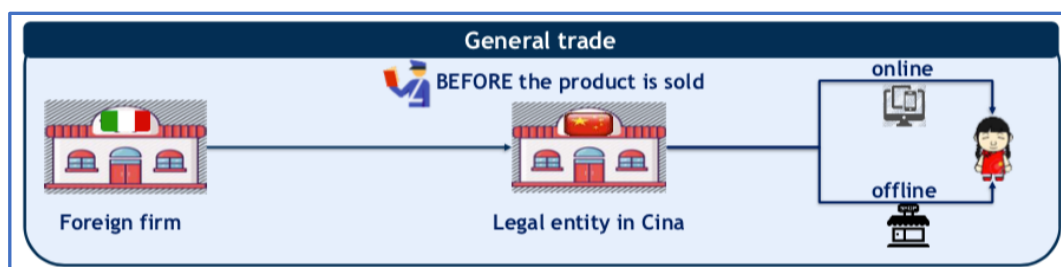 General trade
BEFORE the product is sold
online
Foreign firm
Legal entity in Cina
offline